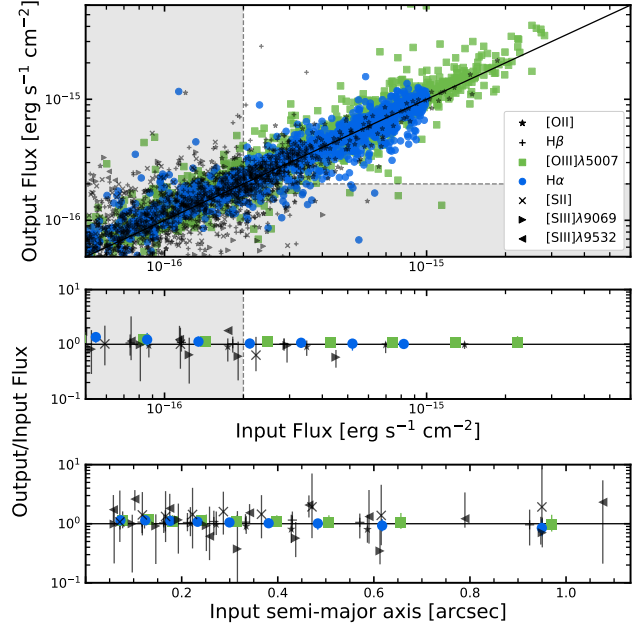 Output Flux [erg s⁻¹ cm⁻²]
10⁻¹⁵
10⁻¹⁶
[OII]
Hβ
[OIII]λ5007
Hα
[SII]
[SIII]λ9069
[SIII]λ9532
10⁻¹⁶ 10⁻¹⁵
Output/Input Flux
10¹
10⁰
10⁻¹
10⁻¹⁶ 10⁻¹⁵
Input Flux [erg s⁻¹ cm⁻²]
10¹
10⁰
10⁻¹
0.2 0.4 0.6 0.8 1.0
Input semi-major axis [arcsec]